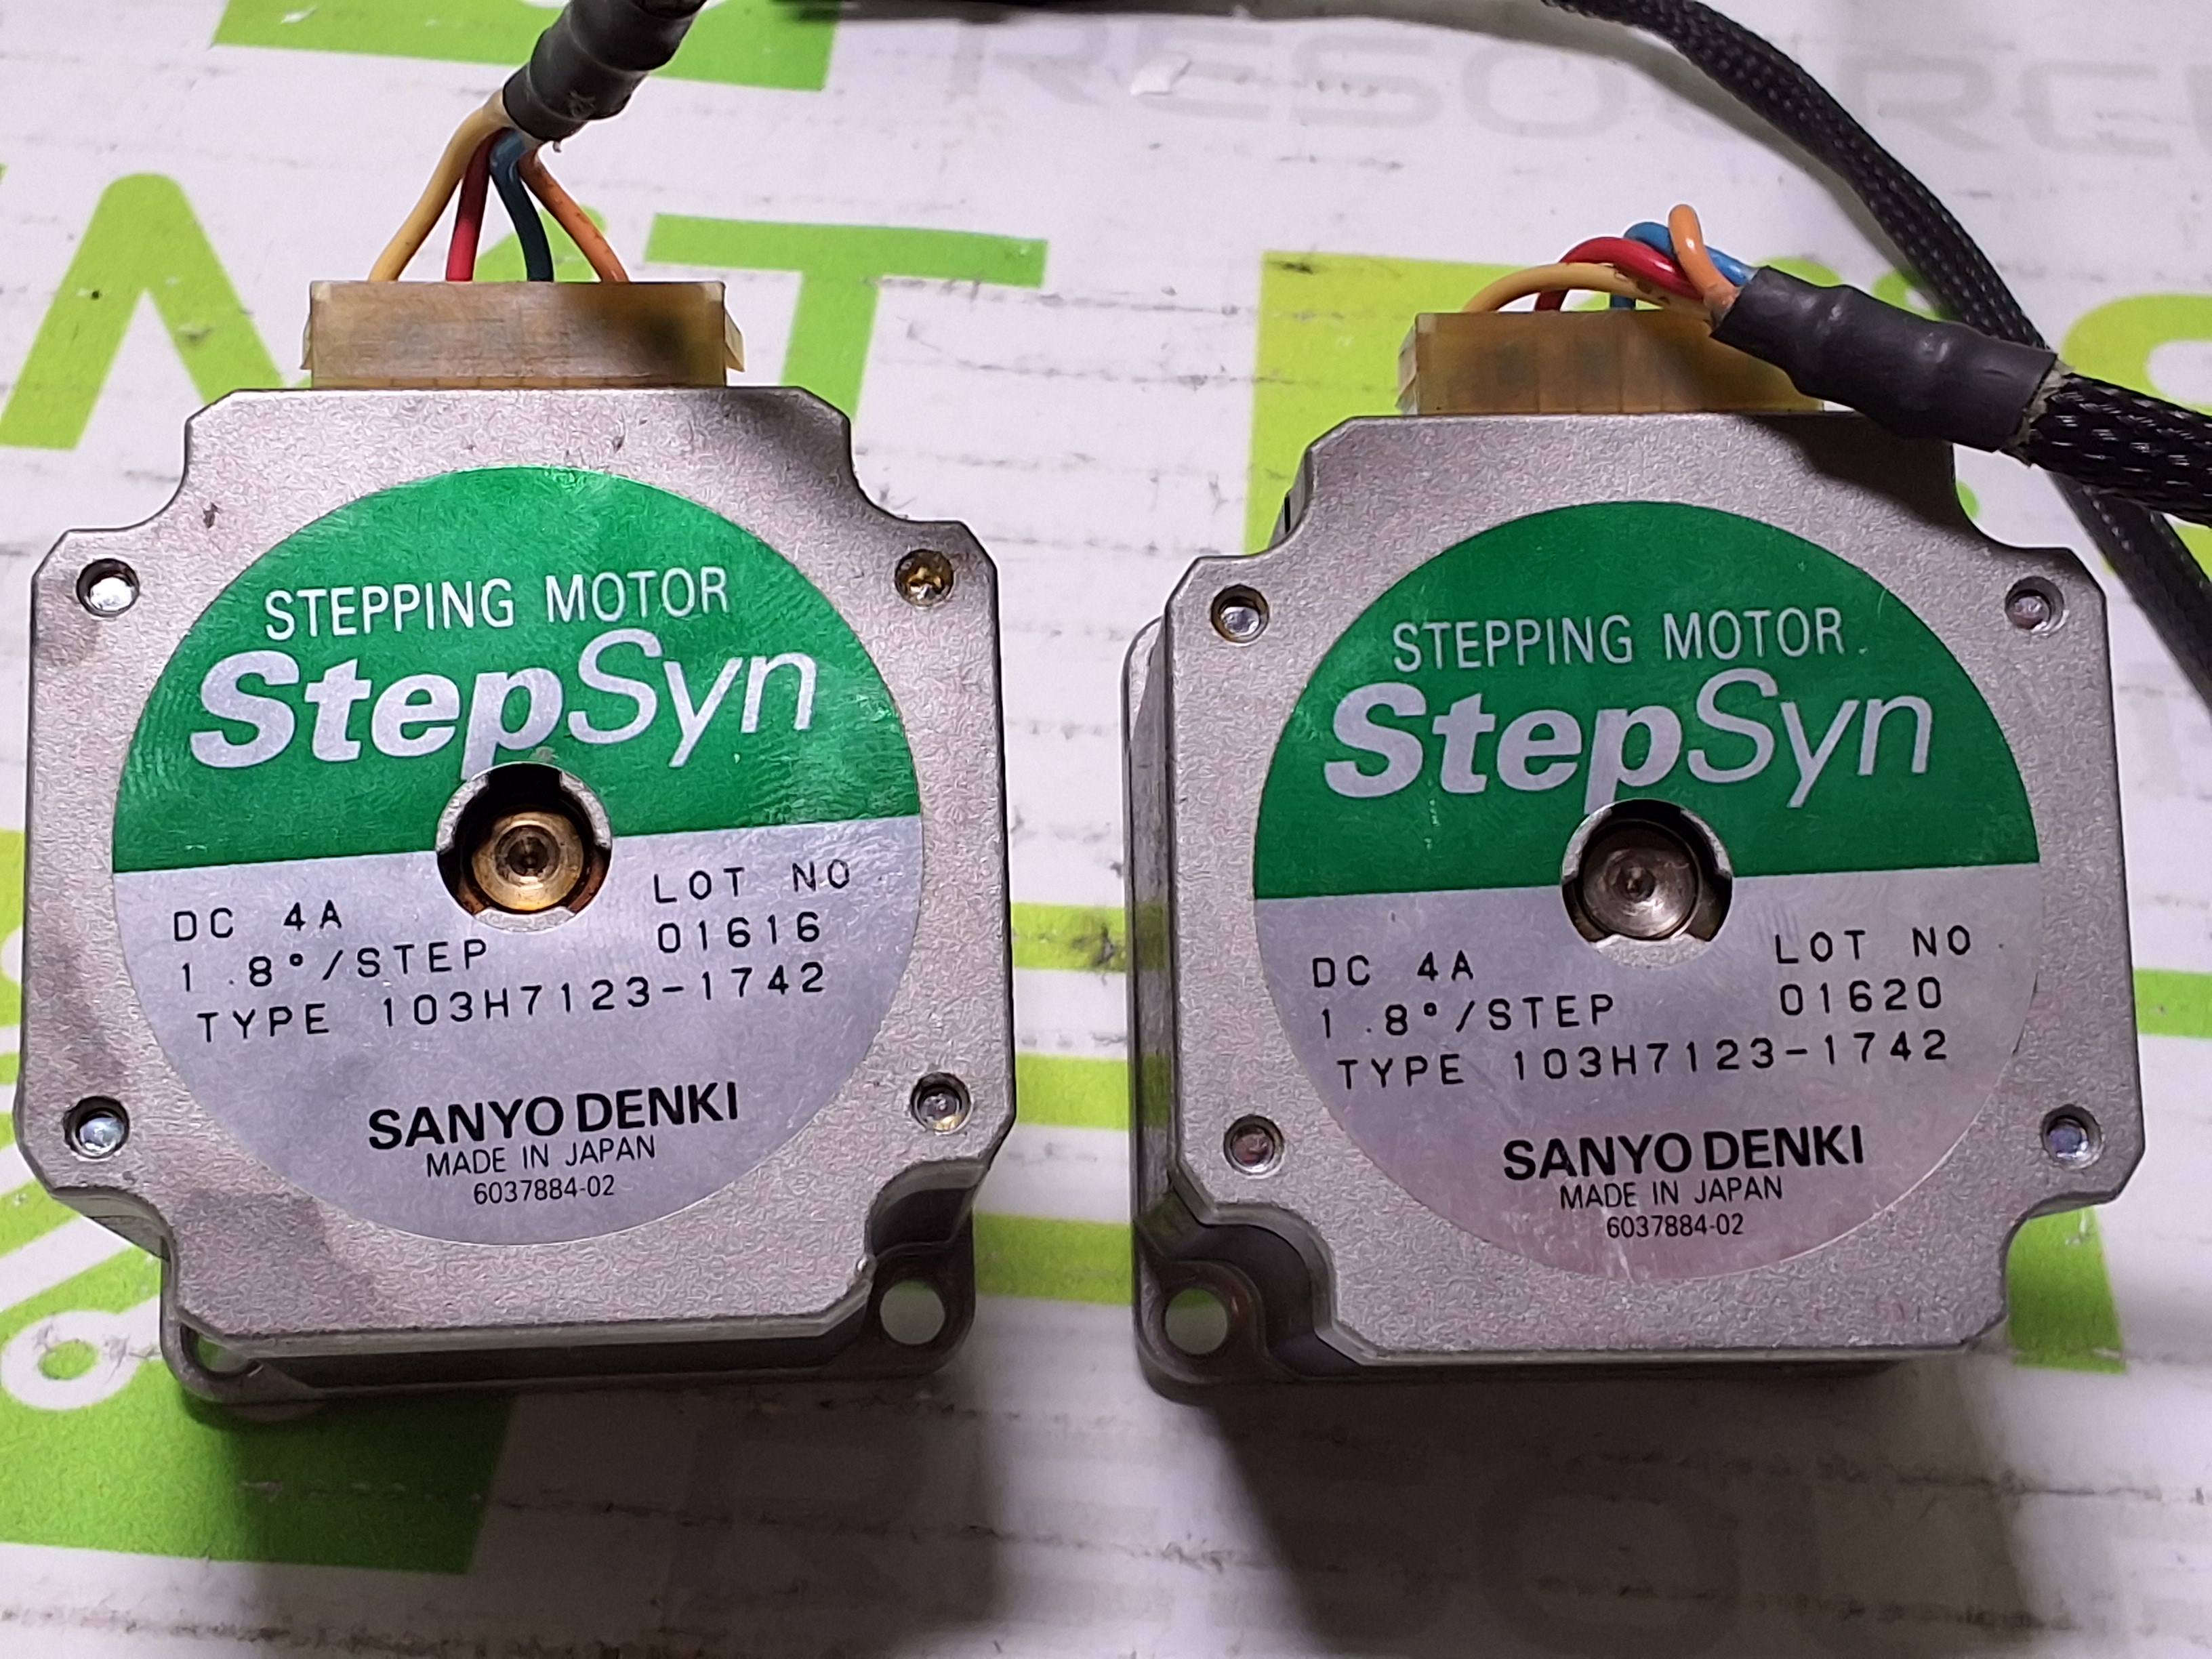 RESOURCE
STEPPING MOTOR
StepSyn
DC 4A
LOT NO
1.8°/STEP
01616
TYPE 103H7123-1742
SANYO DENKI
MADE IN JAPAN
6037884-02
STEPPING MOTOR
StepSyn
DC 4A
LOT NO
1.8°/STEP
01620
TYPE 103H7123-1742
SANYO DENKI
MADE IN JAPAN
6037884-02